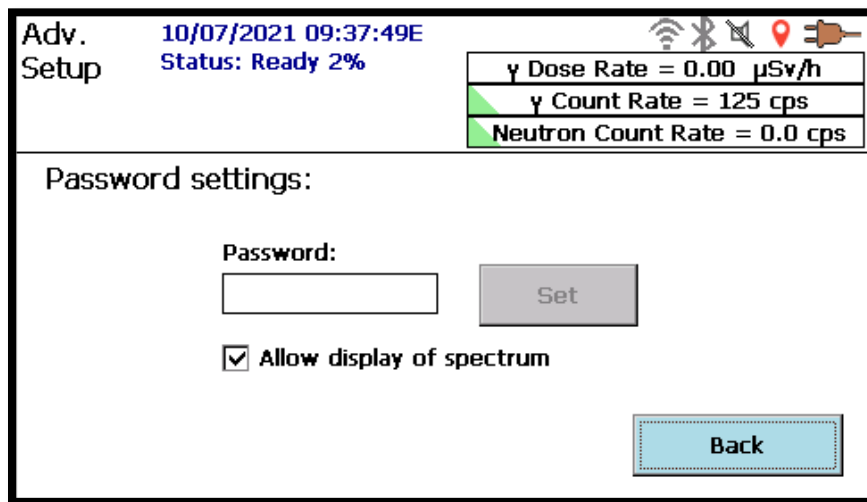 Adv.
Setup
10/07/2021 09:37:49E
Status: Ready 2%
γ Dose Rate = 0.00 µSv/h
γ Count Rate = 125 cps
Neutron Count Rate = 0.0 cps
Password settings:
Password:
Set
Allow display of spectrum
Back